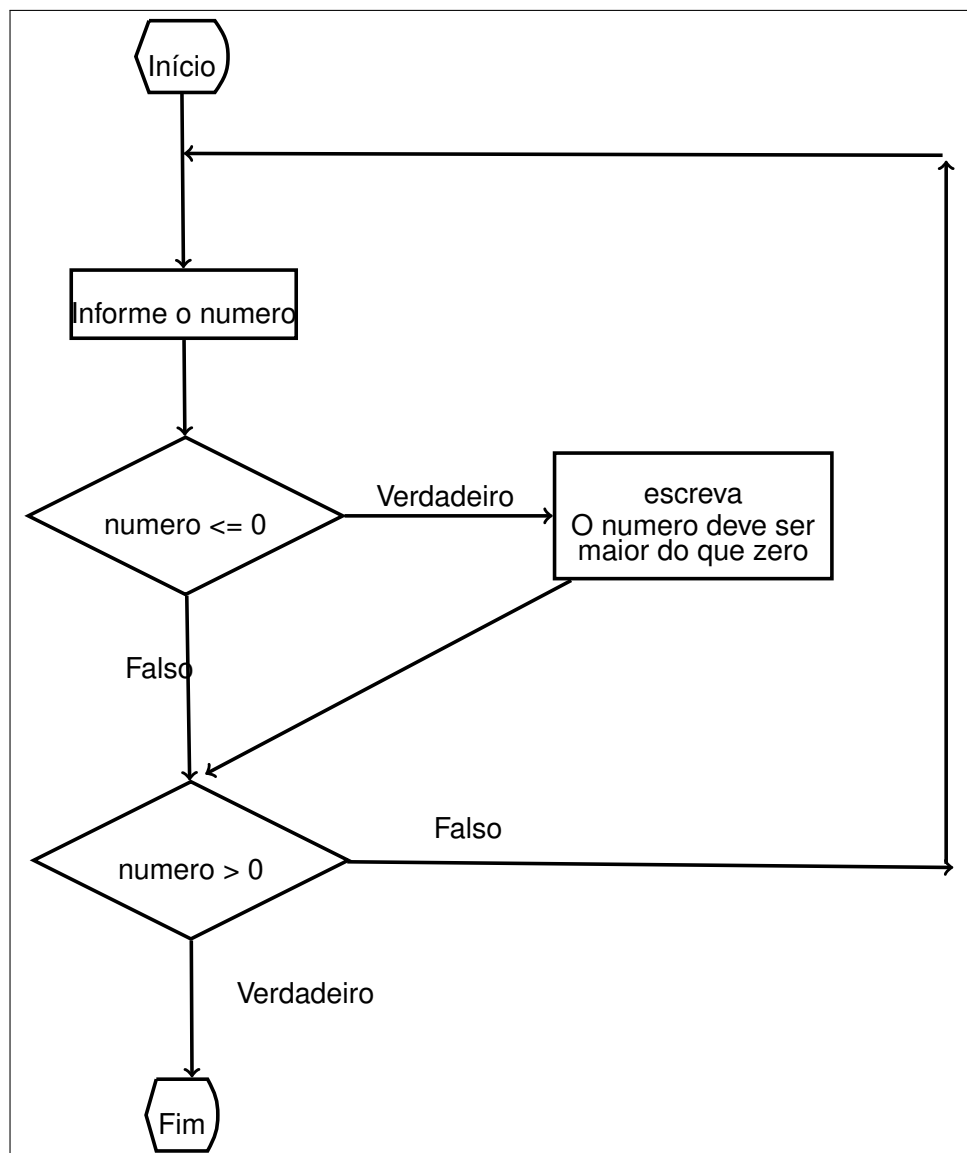 Início
Informe o numero
numero <= 0
Verdadeiro
escreva
O numero deve ser
maior do que zero
Falso
numero > 0
Falso
Verdadeiro
Fim